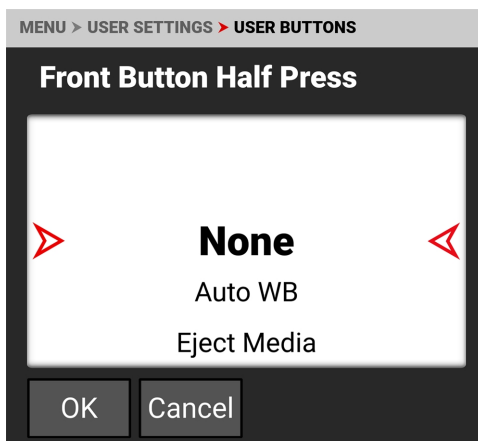 MENU > USER SETTINGS > USER BUTTONS
Front Button Half Press
None
Auto WB
Eject Media
OK Cancel